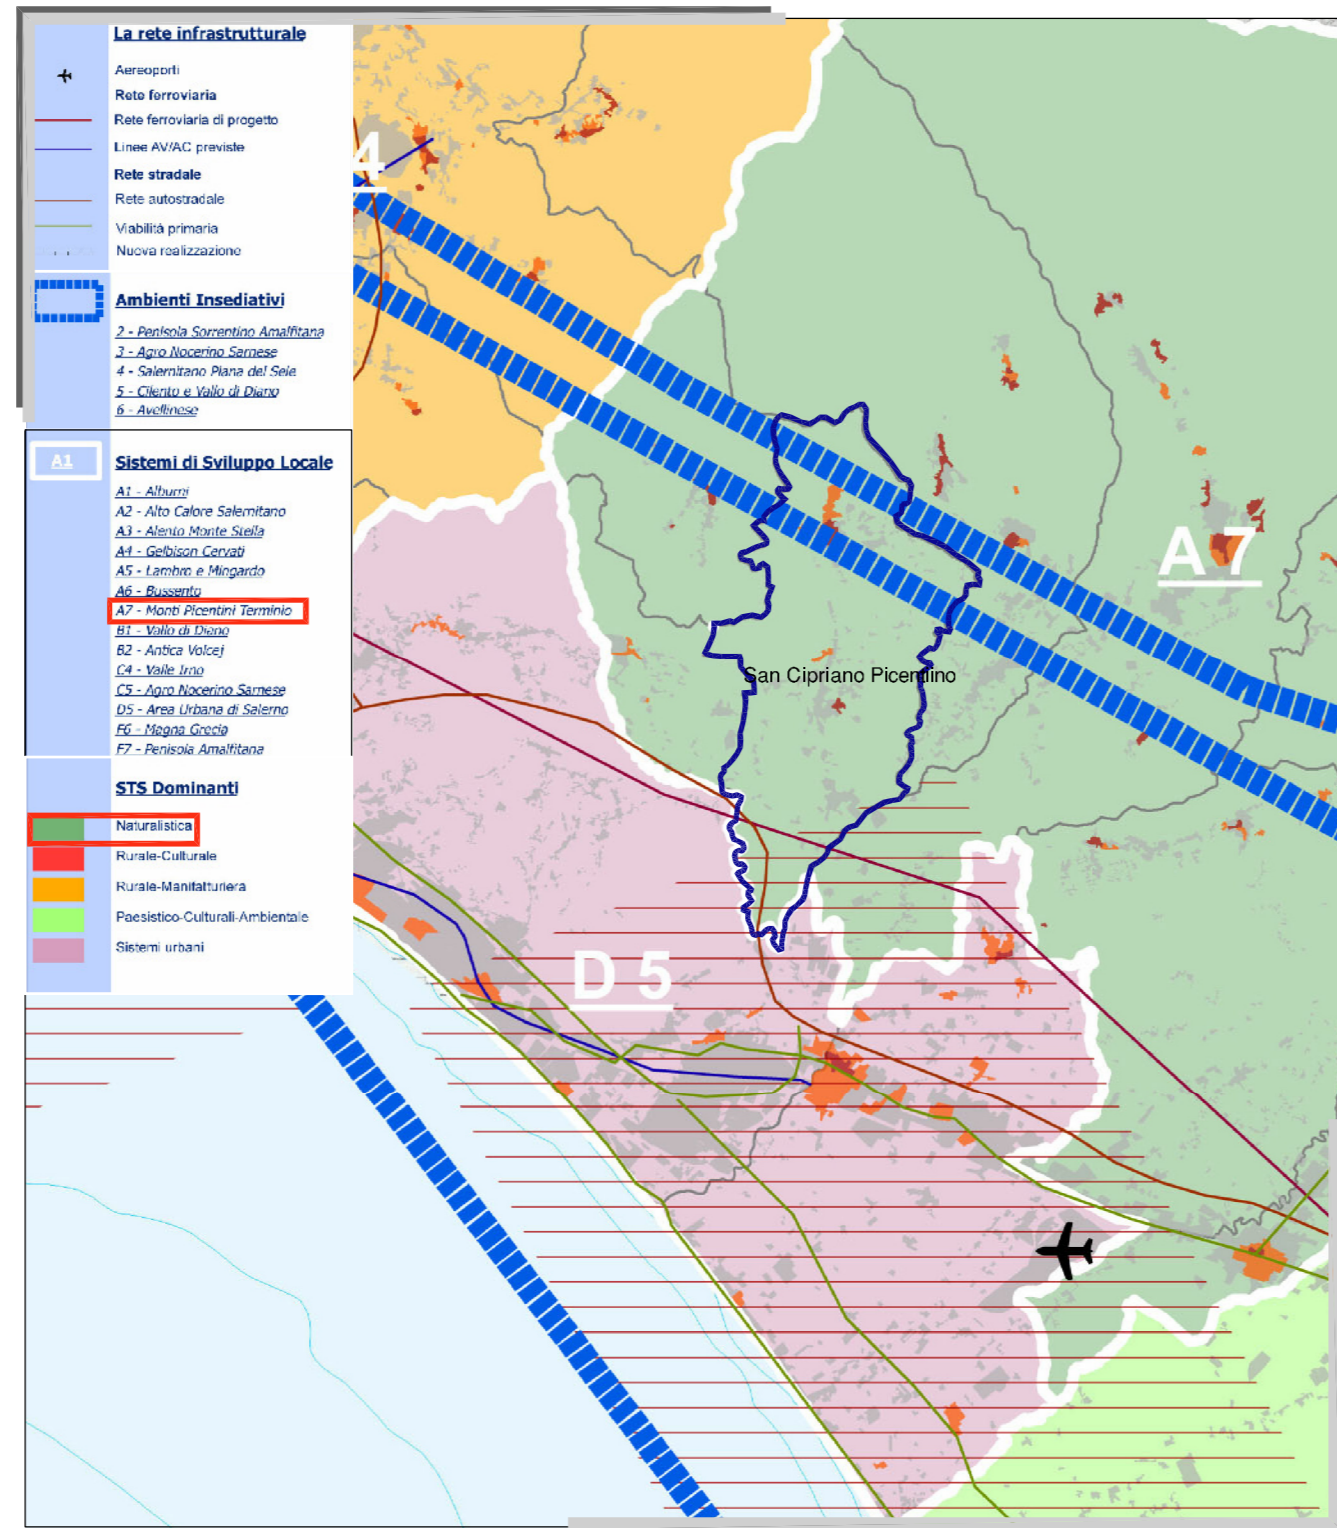 La rete infrastrutturale
Aereoporti
Rete ferroviaria
Rete ferroviaria di progetto
Linee AV/AC previste
Rete stradale
Rete autostradale
Viabilità primaria
Nuova realizzazione
Ambienti Insediativi
2 - Penisola Sorrentino Amalfitana
3 - Agro Nocerino Sarnese
4 - Salernitano Piana del Sele
5 - Cilento e Vallo di Diano
6 - Avellinese
A1
Sistemi di Sviluppo Locale
A1 - Alburni
A2 - Alto Calore Salernitano
A3 - Alento Monte Stella
A4 - Gelbison Cervati
A5 - Lambro e Mingardo
A6 - Bussento
A7 - Monti Picentini Terminio
B1 - Vallo di Diano
B2 - Antica Volcej
C4 - Valle Irno
C5 - Agro Nocerino Sarnese
D5 - Area Urbana di Salerno
F6 - Magna Grecia
F7 - Penisola Amalfitana
STS Dominanti
Naturalistica
Rurale-Culturale
Rurale-Manifatturiera
Paesistico-Culturali-Ambientale
Sistemi urbani
4
A 7
San Cipriano Picentino
D 5